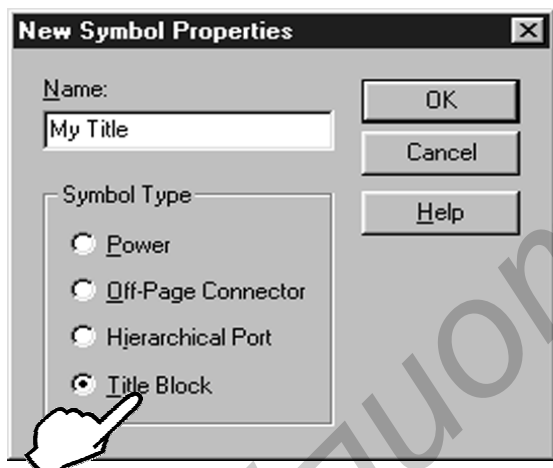 New Symbol Properties
Name:
My Title
OK
Cancel
Help
Symbol Type
Power
Off-Page Connector
Hierarchical Port
Title Block